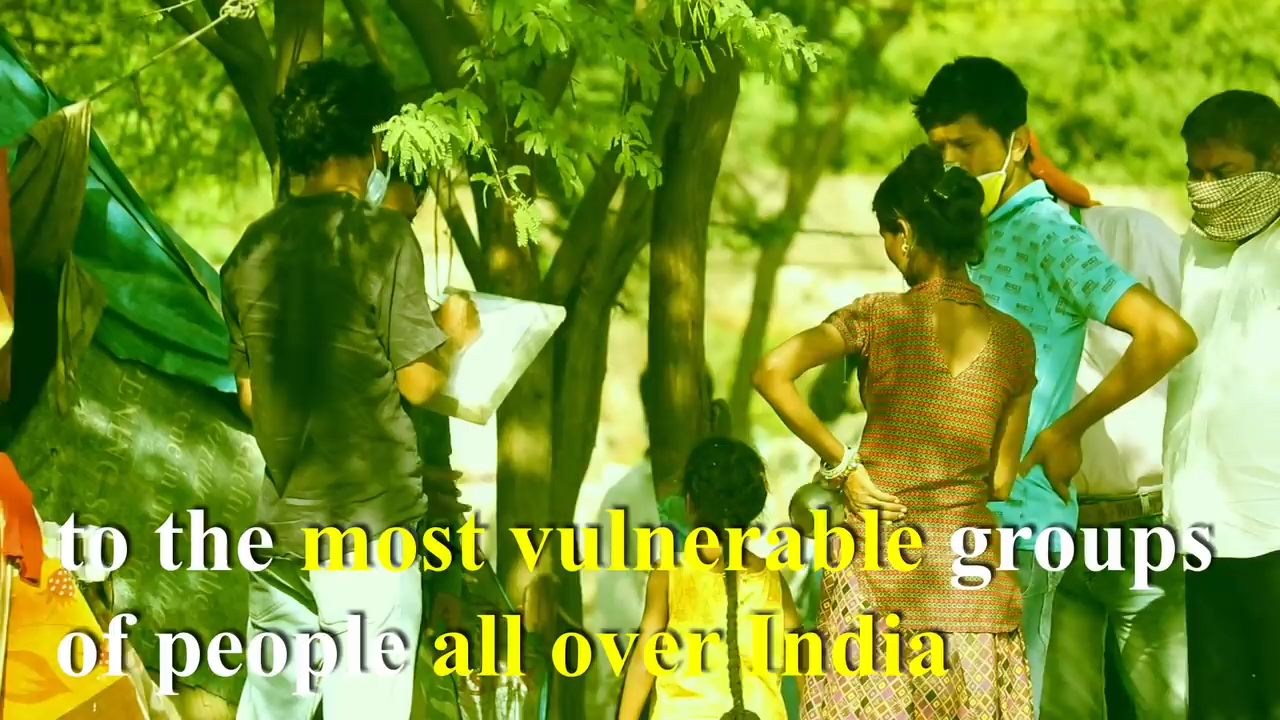 to the most vulnerable groups
of people all over India